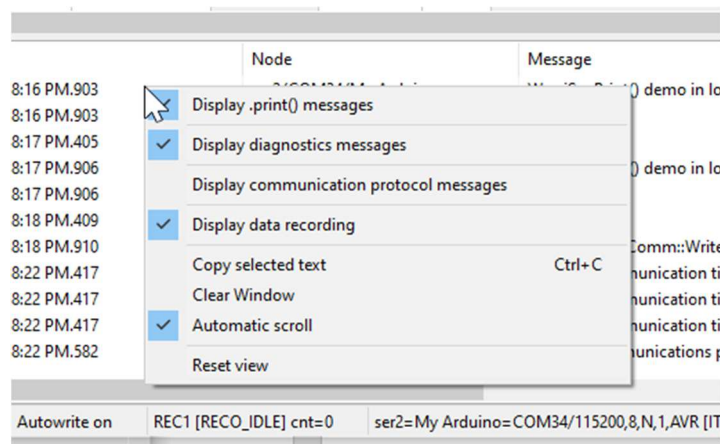 Node Message
8:16 PM.903
() demo in lo
Display .print() messages
8:16 PM.903
8:17 PM.405
Display diagnostics messages
8:17 PM.906
() demo in lo
8:17 PM.906
Display communication protocol messages
8:18 PM.409
Display data recording
8:18 PM.910
Comm::Write
8:22 PM.417
Copy selected text Ctrl+C
nunication ti
8:22 PM.417
Clear Window
nunication ti
8:22 PM.417
Automatic scroll
nunication ti
8:22 PM.582
nunications p
Reset view
Autowrite on REC1 [RECO_IDLE] cnt=0 ser2=My Arduino=COM34/115200,8,N,1,AVR [IT